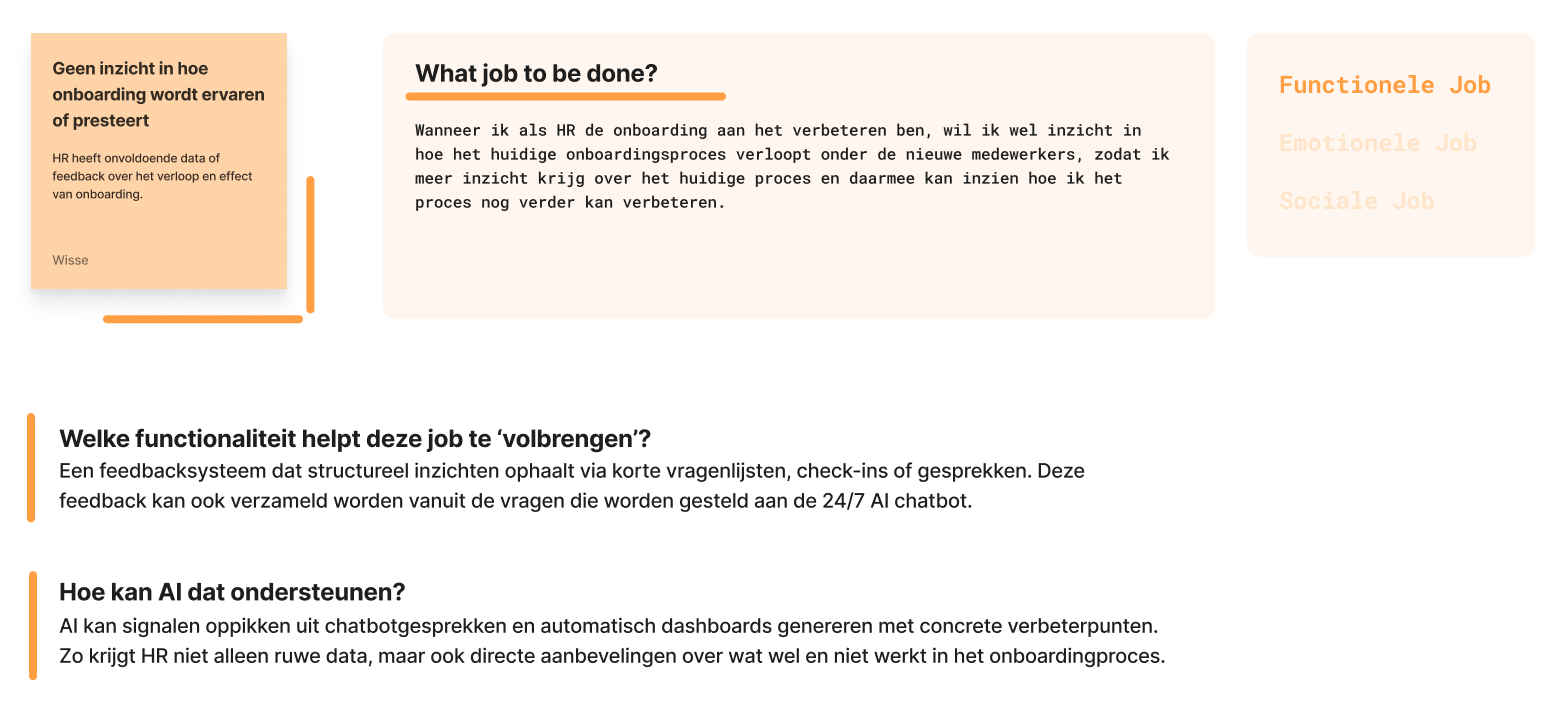 Geen inzicht in hoe
onboarding wordt ervaren
of presteert
HR heeft onvoldoende data of
feedback over het verloop en effect
van onboarding.
Wisse
What job to be done?
Wanneer ik als HR de onboarding aan het verbeteren ben, wil ik wel inzicht in
hoe het huidige onboardingsproces verloopt onder de nieuwe medewerkers, zodat ik
meer inzicht krijg over het huidige proces en daarmee kan inzien hoe ik het
proces nog verder kan verbeteren.
Functionele Job
Emotionele Job
Sociale Job
Welke functionaliteit helpt deze job te ‘volbrengen’?
Een feedbacksysteem dat structureel inzichten ophaalt via korte vragenlijsten, check-ins of gesprekken. Deze
feedback kan ook verzameld worden vanuit de vragen die worden gesteld aan de 24/7 AI chatbot.
Hoe kan AI dat ondersteunen?
AI kan signalen oppikken uit chatbotgesprekken en automatisch dashboards genereren met concrete verbeterpunten.
Zo krijgt HR niet alleen ruwe data, maar ook directe aanbevelingen over wat wel en niet werkt in het onboardingproces.